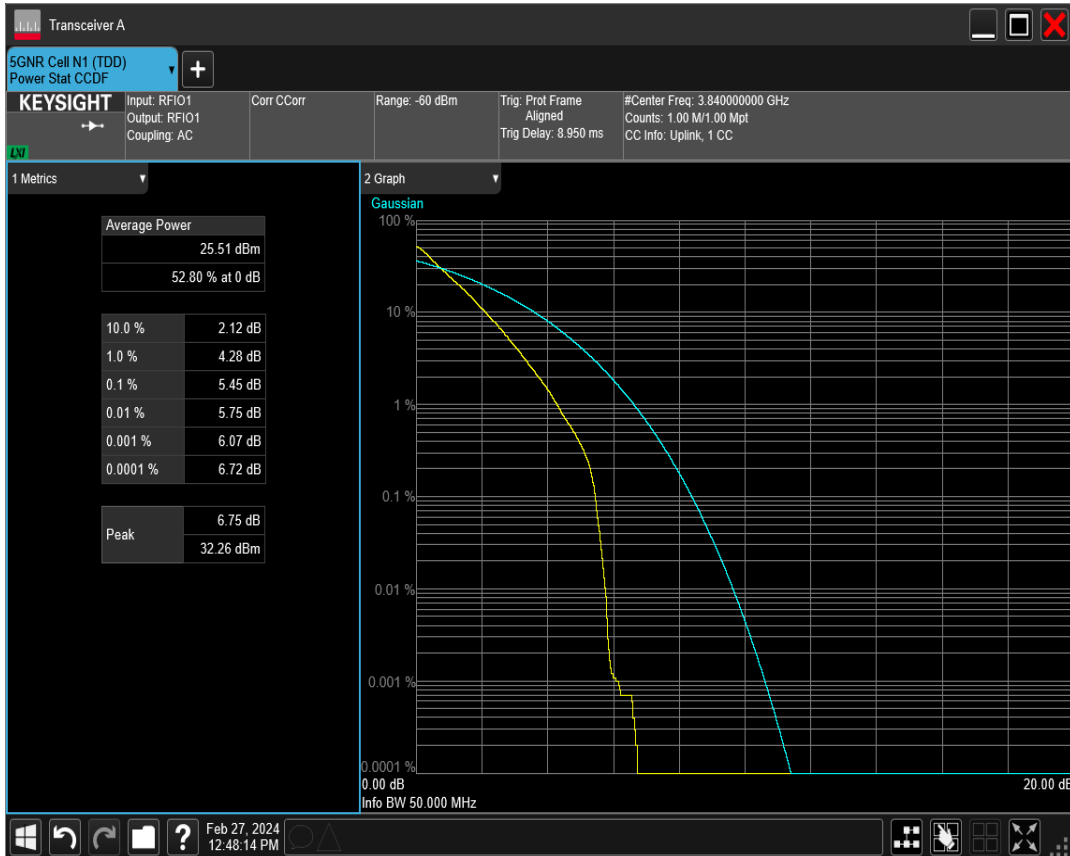 Transceiver A
5GNR Cell N1 (TDD)
Power Stat CCDF
+
KEYSIGHT
LXI
Input: RFIO1
Output: RFIO1
Coupling: AC
Corr CCorr
Range: -60 dBm
Trig: Prot Frame
Aligned
Trig Delay: 8.950 ms
#Center Freq: 3.840000000 GHz
Counts: 1.00 M/1.00 Mpt
CC Info: Uplink, 1 CC
1 Metrics
Average Power
25.51 dBm
52.80 % at 0 dB
10.0 % 2.12 dB
1.0 % 4.28 dB
0.1 % 5.45 dB
0.01 % 5.75 dB
0.001 % 6.07 dB
0.0001 % 6.72 dB
Peak
6.75 dB
32.26 dBm
2 Graph
Gaussian
100 %
10 %
1 %
0.1 %
0.01 %
0.001 %
0.0001 %
0.00 dB 20.00 dB
Info BW 50.000 MHz
?
Feb 27, 2024
12:48:14 PM